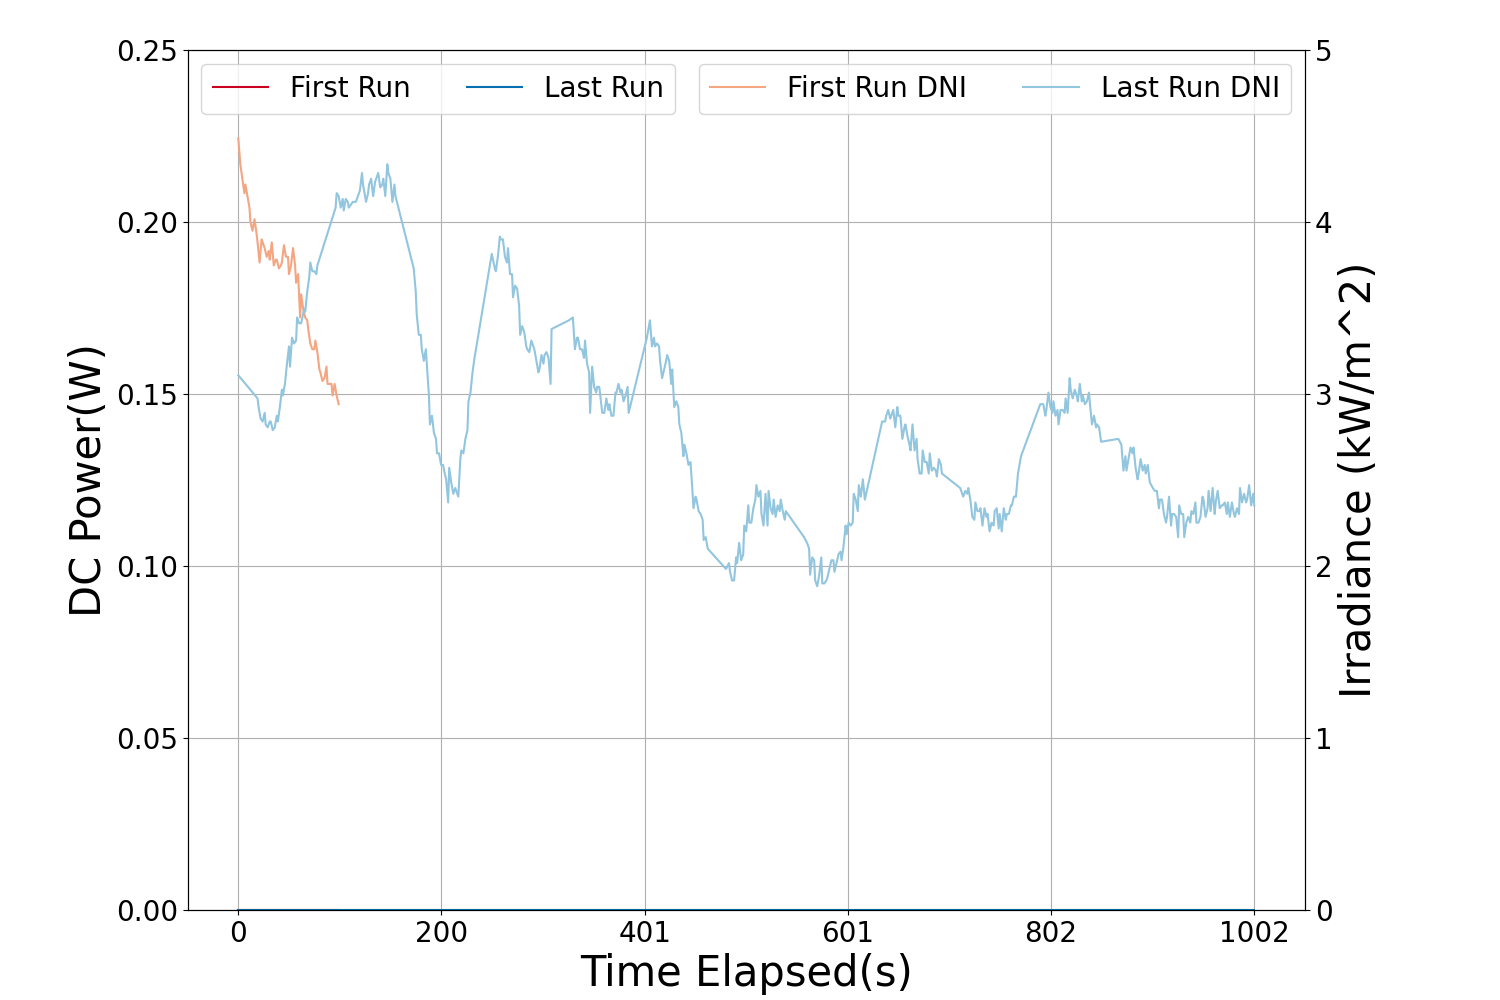 First Run Last Run First Run DNI Last Run DNI
DC Power(W)
0.25
0.20
0.15
0.10
0.05
0.00
5
4
3
2
1
0
Irradiance (kW/m^2)
0 200 401 601 802 1002
Time Elapsed(s)